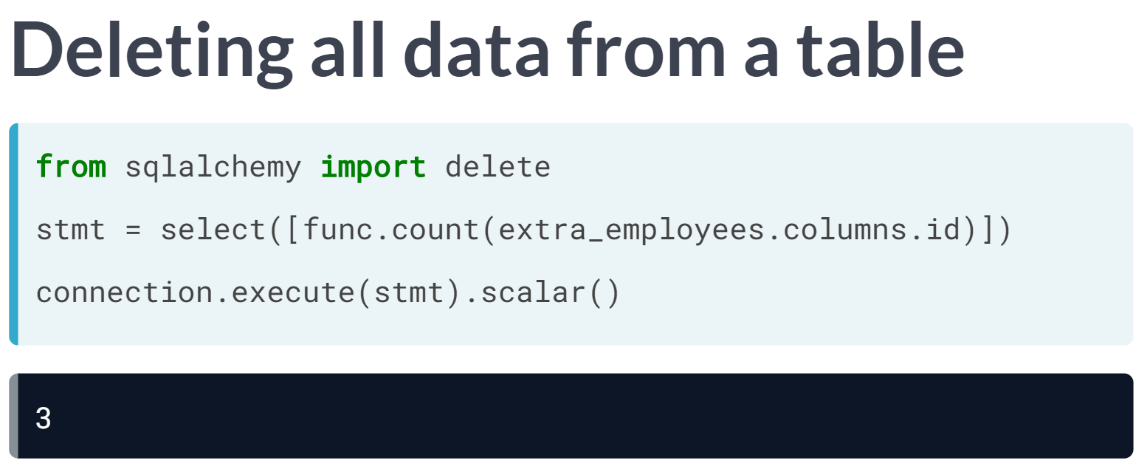 Deleting all data from a table
from sqlalchemy import delete
stmt = select([func.count(extra_employees.columns.id)])
connection.execute(stmt).scalar()
3